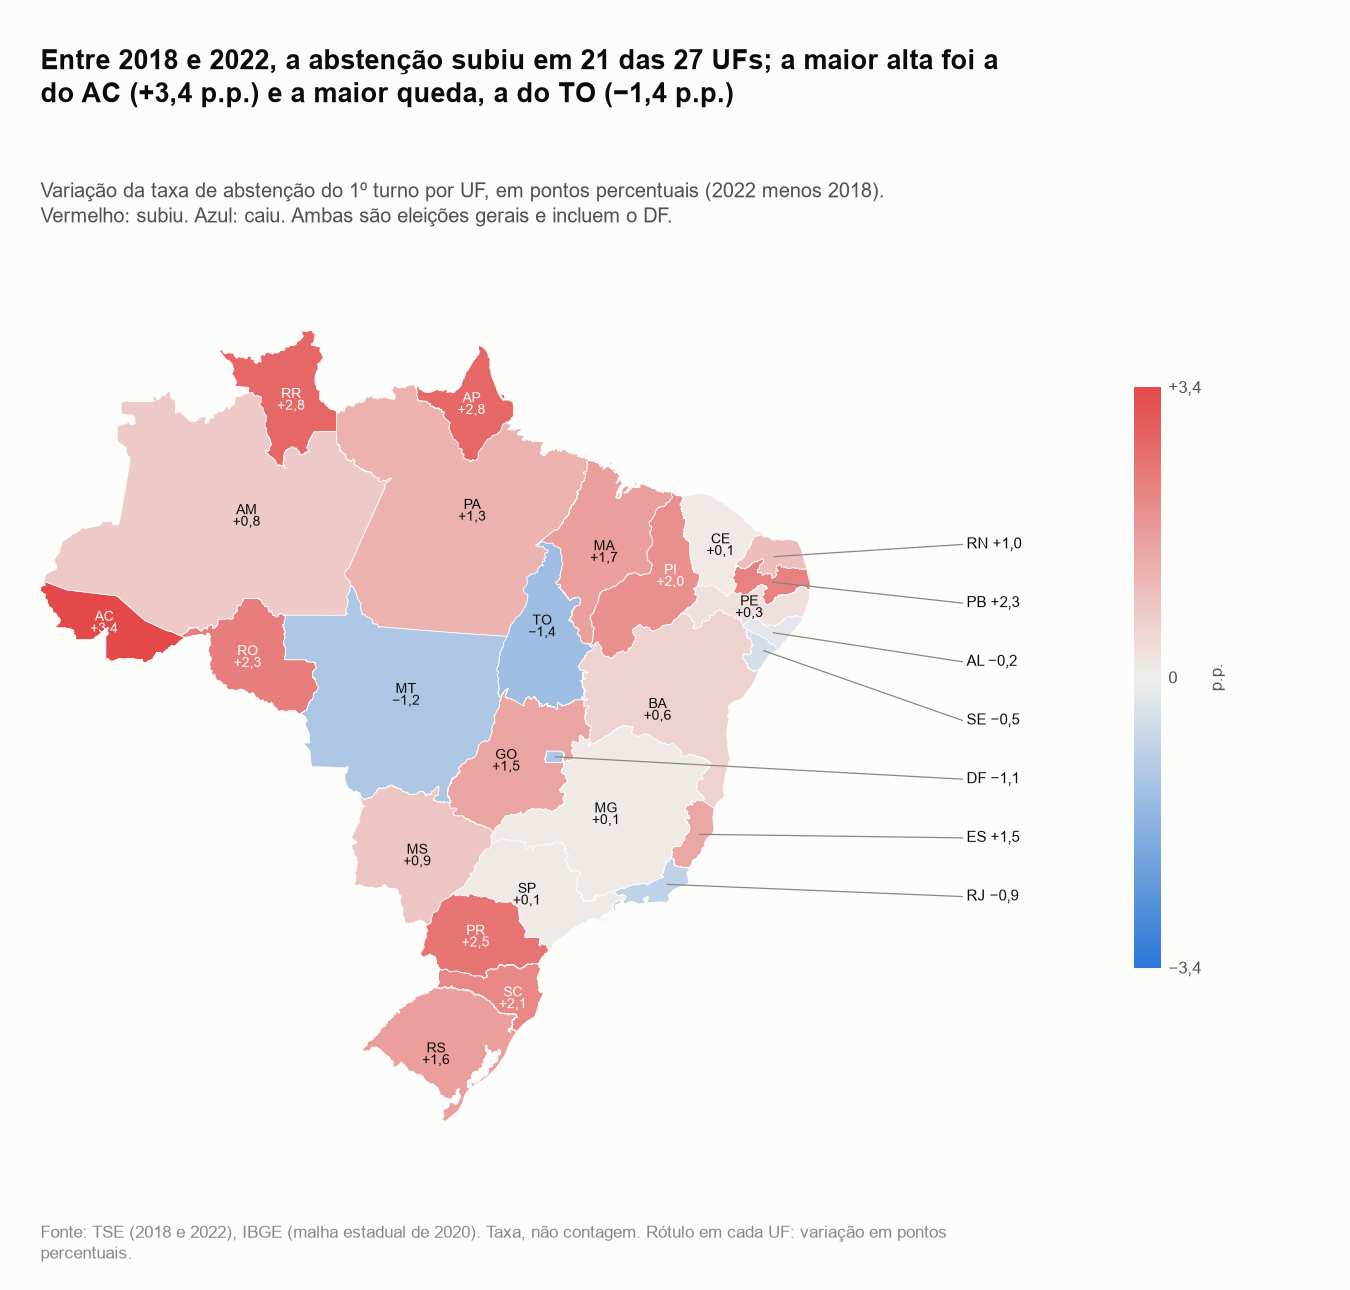 Entre 2018 e 2022, a abstenção subiu em 21 das 27 UFs; a maior alta foi a
do AC (+3,4 p.p.) e a maior queda, a do TO (−1,4 p.p.)
Variação da taxa de abstenção do 1º turno por UF, em pontos percentuais (2022 menos 2018).
Vermelho: subiu. Azul: caiu. Ambas são eleições gerais e incluem o DF.
RR
+2,8
AP
+2,8
AM
+0,8
PA
+1,3
MA
+1,7
PI
+2,0
CE
+0,1
RN +1,0
PB +2,3
PE
+0,3
AC
+3,4
RO
+2,3
TO
−1,4
AL −0,2
MT
−1,2
BA
+0,6
SE −0,5
GO
+1,5
DF −1,1
MG
+0,1
ES +1,5
MS
+0,9
SP
+0,1
RJ −0,9
PR
+2,5
SC
+2,1
RS
+1,6
+3,4
0
−3,4
p.p.
Fonte: TSE (2018 e 2022), IBGE (malha estadual de 2020). Taxa, não contagem. Rótulo em cada UF: variação em pontos
percentuais.